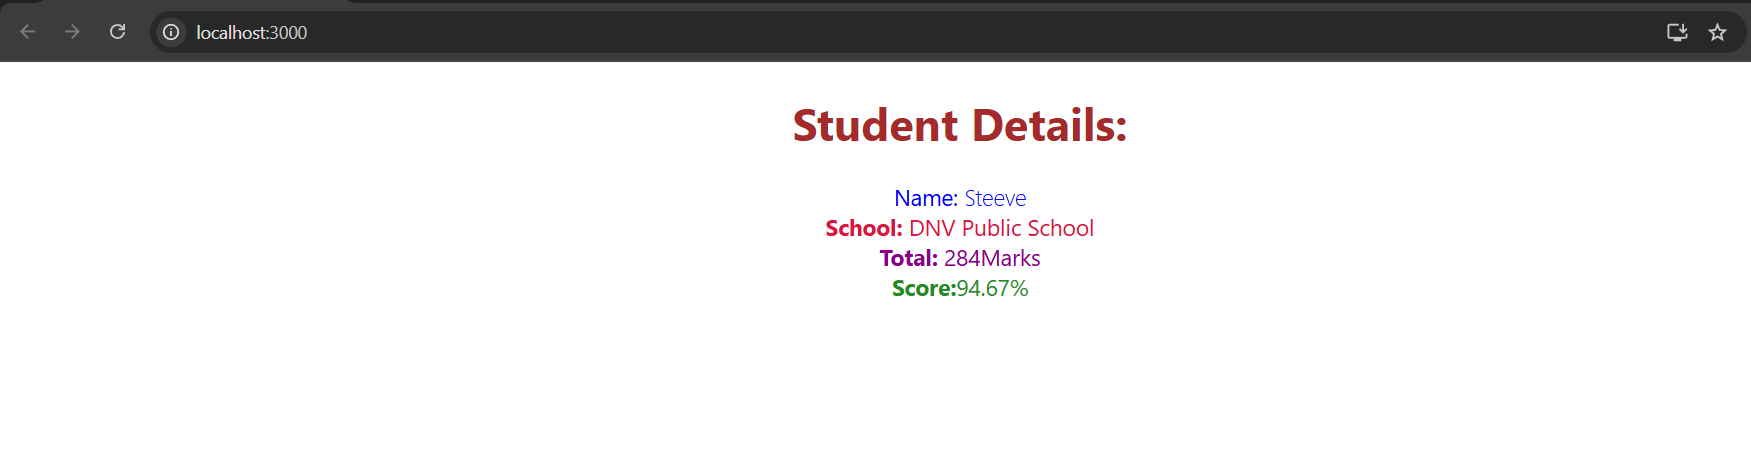 localhost:3000
Student Details:
Name: Steeve
School: DNV Public School
Total: 284Marks
Score:94.67%